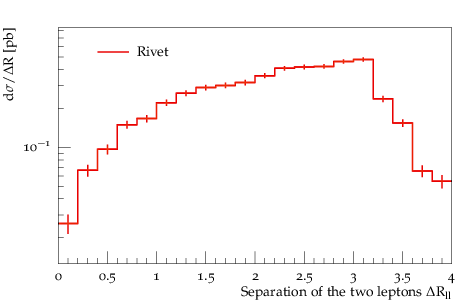 dσ/ΔR [pb]
Rivet
10⁻¹
0 0.5 1 1.5 2 2.5 3 3.5 4
Separation of the two leptons ΔR_ll